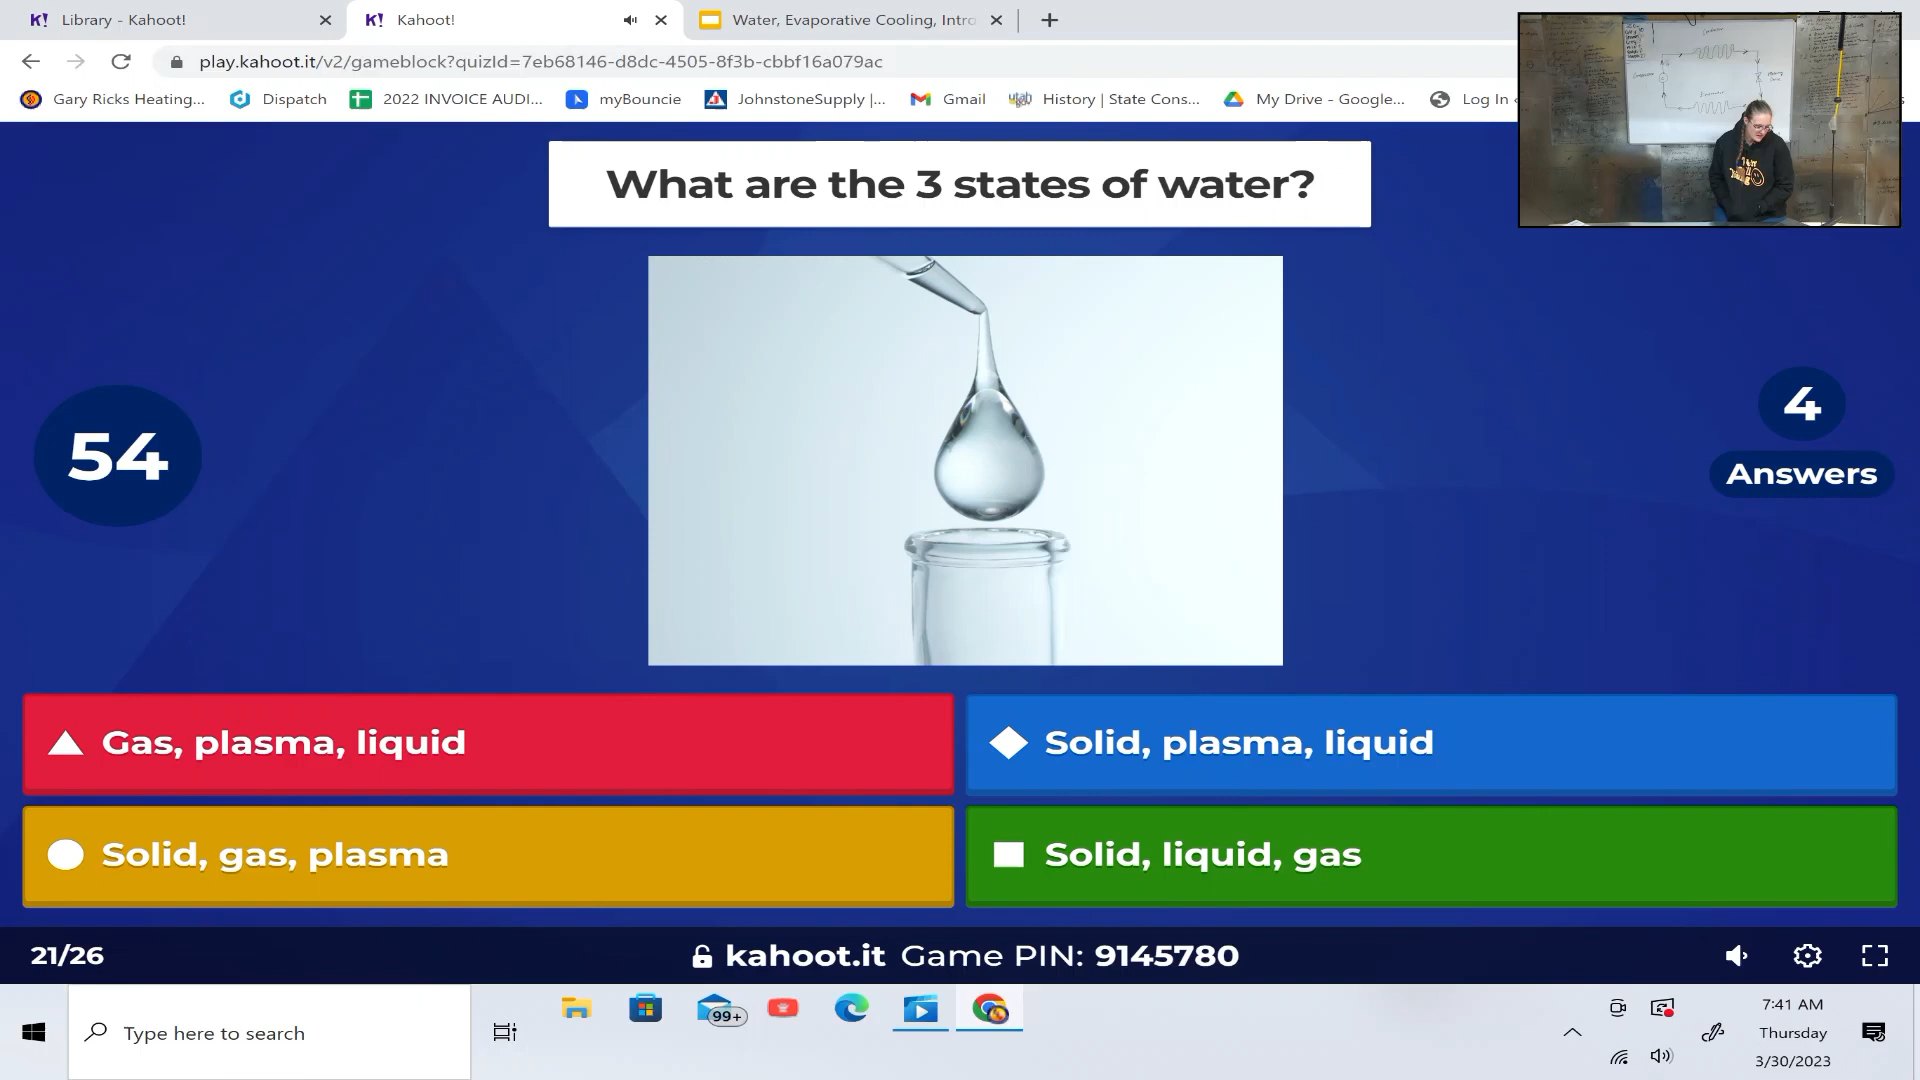 K! Library - Kahoot!
K! Kahoot!
Water, Evaporative Cooling, Intro
play.kahoot.it/v2/gameblock?quizId=7eb68146-d8dc-4505-8f3b-cbbf16a079ac
Gary Ricks Heating... Dispatch 2022 INVOICE AUDI... myBouncie JohnstoneSupply |... Gmail utah History | State Cons... My Drive - Google... Log In
What are the 3 states of water?
54
4
Answers
Gas, plasma, liquid
Solid, plasma, liquid
Solid, gas, plasma
Solid, liquid, gas
21/26
kahoot.it Game PIN: 9145780
Type here to search
99+
7:41 AM
Thursday
3/30/2023